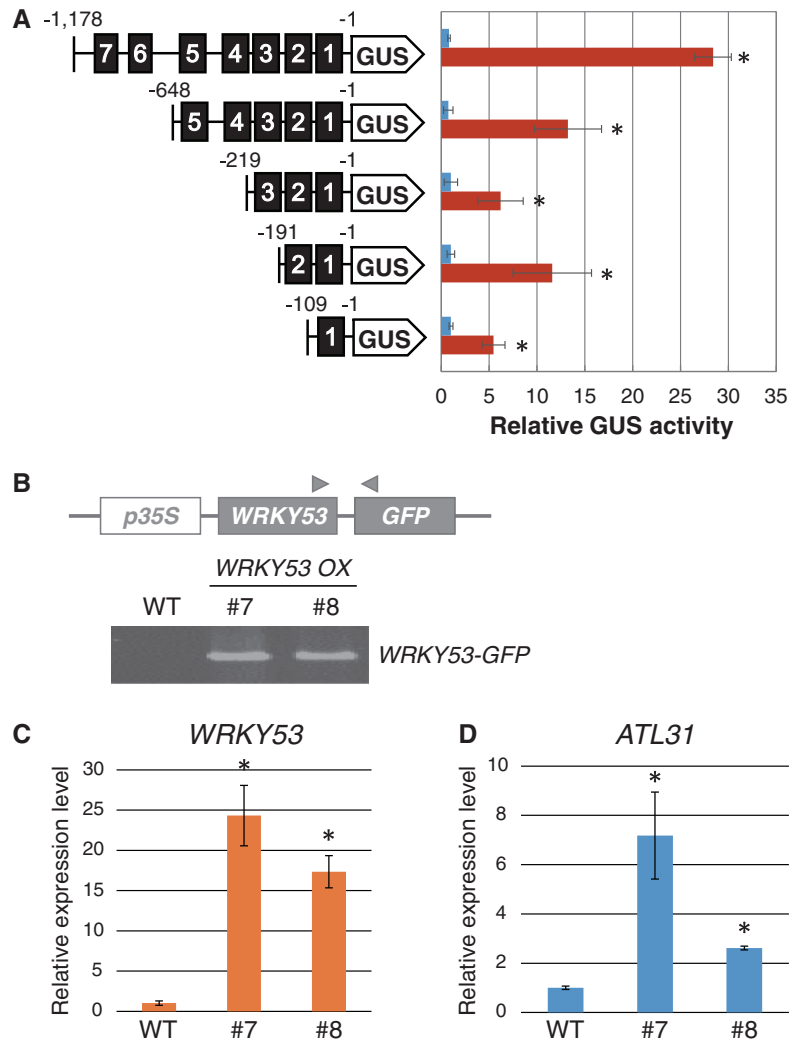 A
-1,178 -1
7 6 5 4 3 2 1 GUS
*
-648 -1
5 4 3 2 1 GUS
*
-219 -1
3 2 1 GUS
*
-191 -1
2 1 GUS
*
-109 -1
1 GUS
*
0 5 10 15 20 25 30 35
Relative GUS activity
B
p35S WRKY53 GFP
WRKY53 OX
WT #7 #8
WRKY53-GFP
C
WRKY53
Relative expression level
30
25
20
15
10
5
0
*
*
WT #7 #8
D
ATL31
Relative expression level
10
8
6
4
2
0
*
*
WT #7 #8